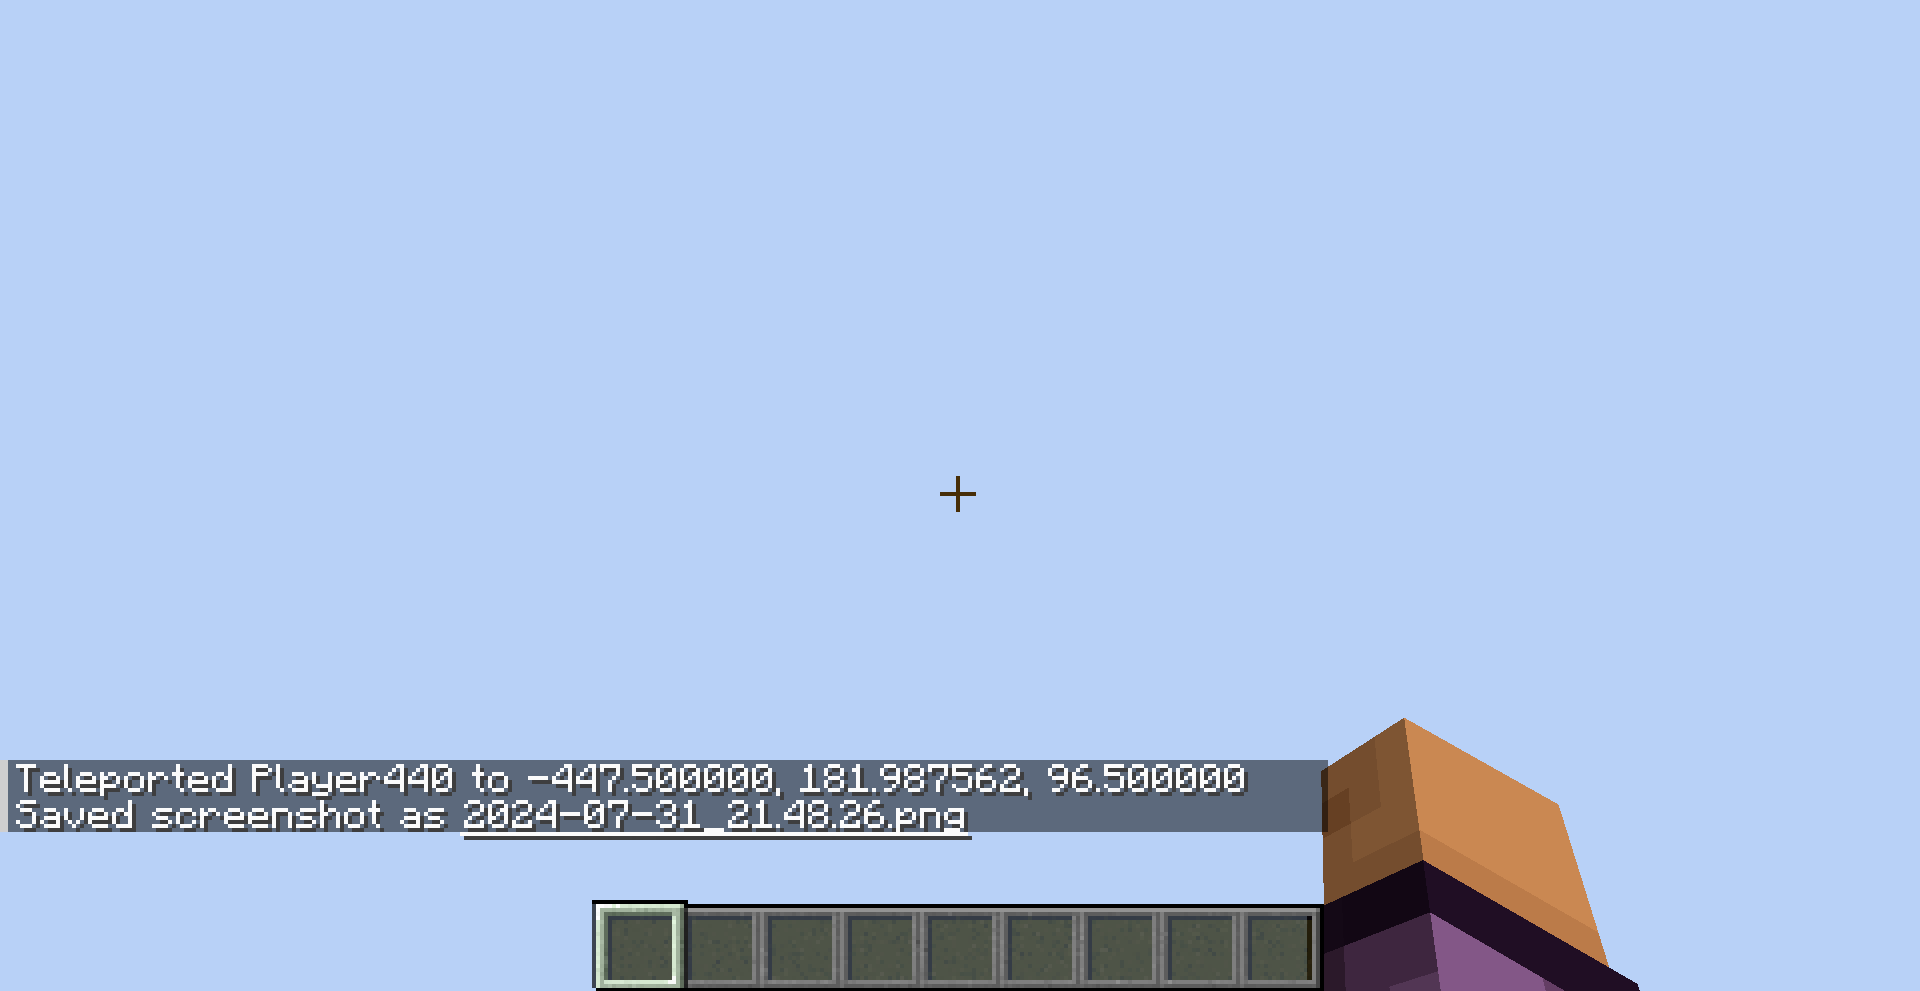 Teleported Player440 to -447.500000, 181.987562, 96.500000
Saved screenshot as 2024-07-31_21.48.26.png